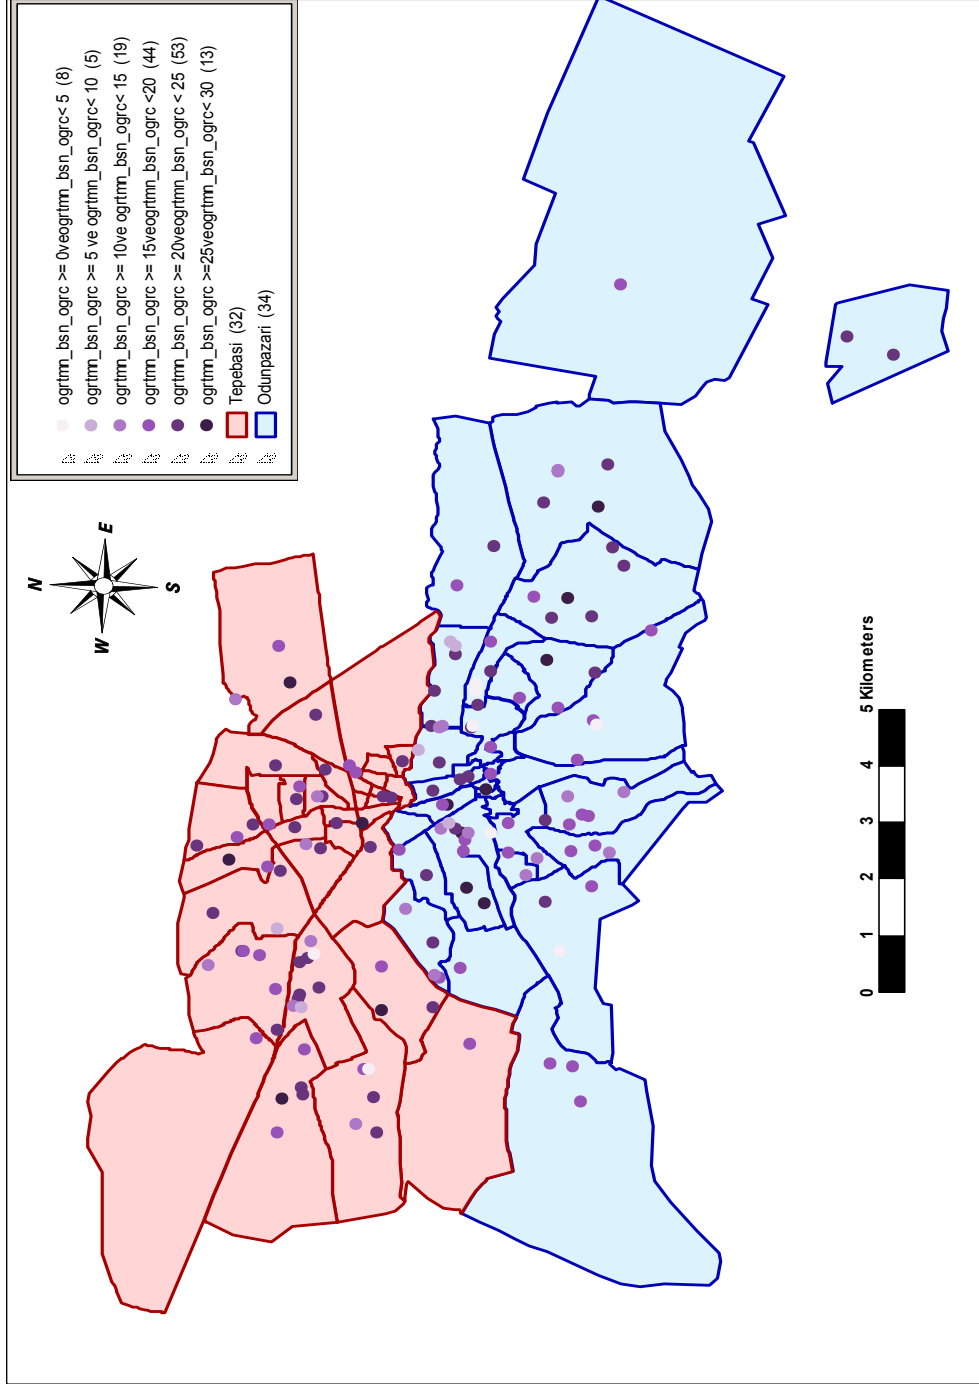 ogrtmn_bsn_ogrc >= 0veogrtmn_bsn_ogrc< 5 (8)
ogrtmn_bsn_ogrc >= 5 ve ogrtmn_bsn_ogrc< 10 (5)
ogrtmn_bsn_ogrc >= 10ve ogrtmn_bsn_ogrc< 15 (19)
ogrtmn_bsn_ogrc >= 15veogrtmn_bsn_ogrc <20 (44)
ogrtmn_bsn_ogrc >= 20veogrtmn_bsn_ogrc < 25 (53)
ogrtmn_bsn_ogrc >=25veogrtmn_bsn_ogrc< 30 (13)
Tepebasi (32)
Odunpazari (34)
N
E
S
W
0 1 2 3 4 5 Kilometers